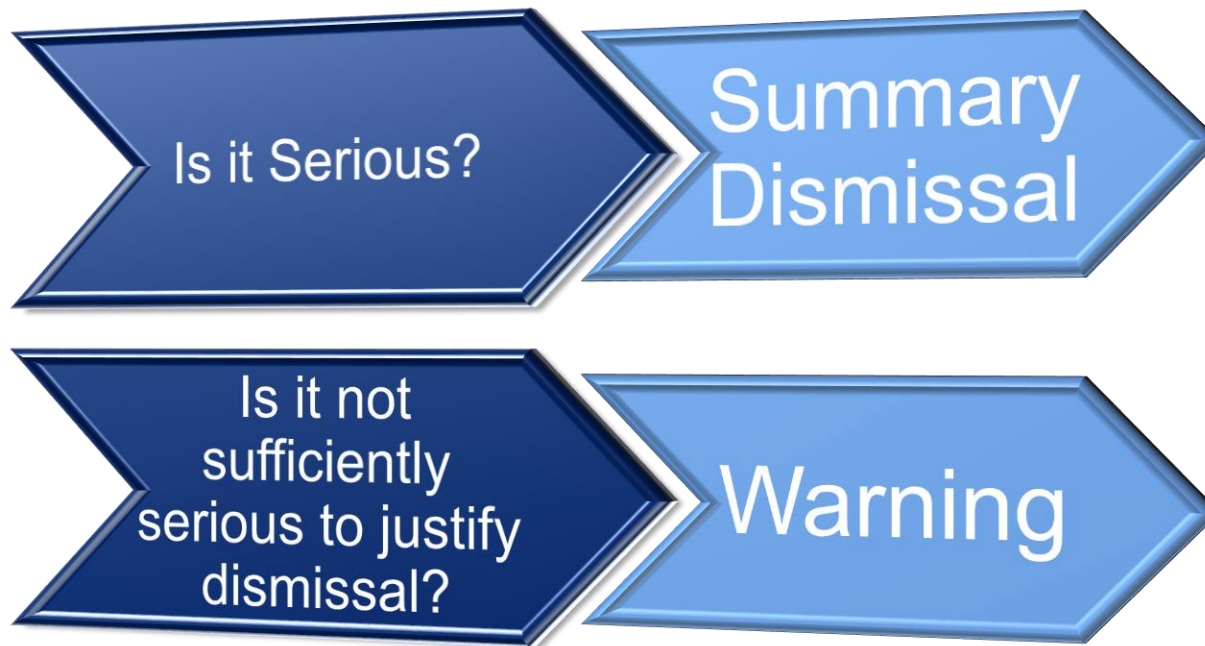 Is it Serious?
Summary
Dismissal
Is it not
sufficiently
serious to justify
dismissal?
Warning